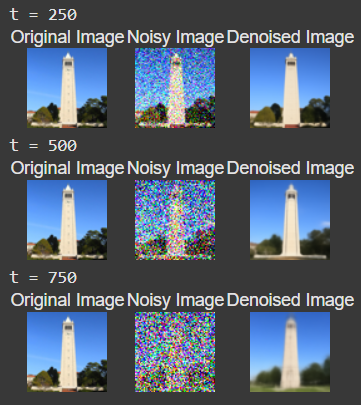 t = 250
Original Image Noisy Image Denoised Image
t = 500
Original Image Noisy Image Denoised Image
t = 750
Original Image Noisy Image Denoised Image